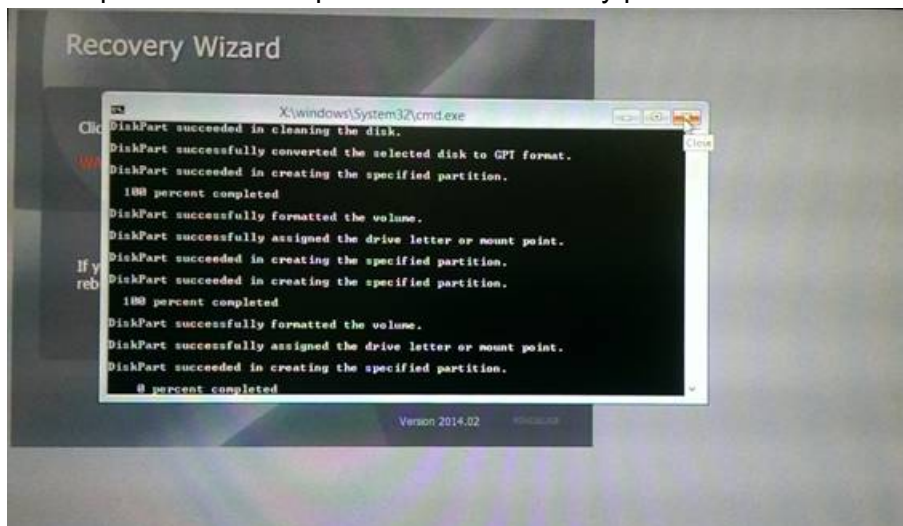 Recovery Wizard
X:\windows\System32\cmd.exe
Clic
DiskPart succeeded in cleaning the disk.
Close
DiskPart successfully converted the selected disk to GPT format.
WA
DiskPart succeeded in creating the specified partition.
100 percent completed
DiskPart successfully formatted the volume.
DiskPart successfully assigned the drive letter or mount point.
If y
DiskPart succeeded in creating the specified partition.
reb
DiskPart succeeded in creating the specified partition.
100 percent completed
DiskPart successfully formatted the volume.
DiskPart successfully assigned the drive letter or mount point.
DiskPart succeeded in creating the specified partition.
0 percent completed
Version 2014.02